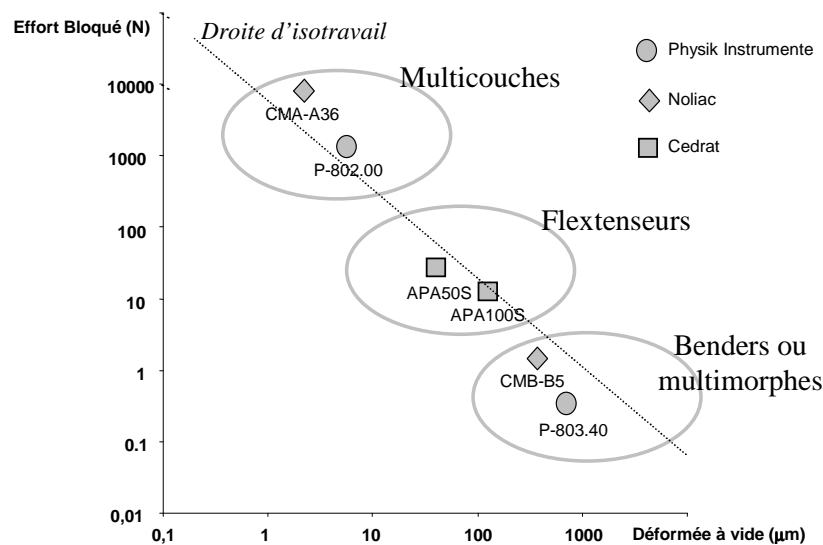 Effort Bloqué (N)
Droite d'isotravail
Physik Instrumente
Noliac
Cedrat
10000
1000
100
10
1
0.1
0,01
Multicouches
CMA-A36
P-802.00
Flextenseurs
APA50S
APA100S
Benders ou
multimorphes
CMB-B5
P-803.40
0,1
1
10
100
1000
Déformée à vide (µm)